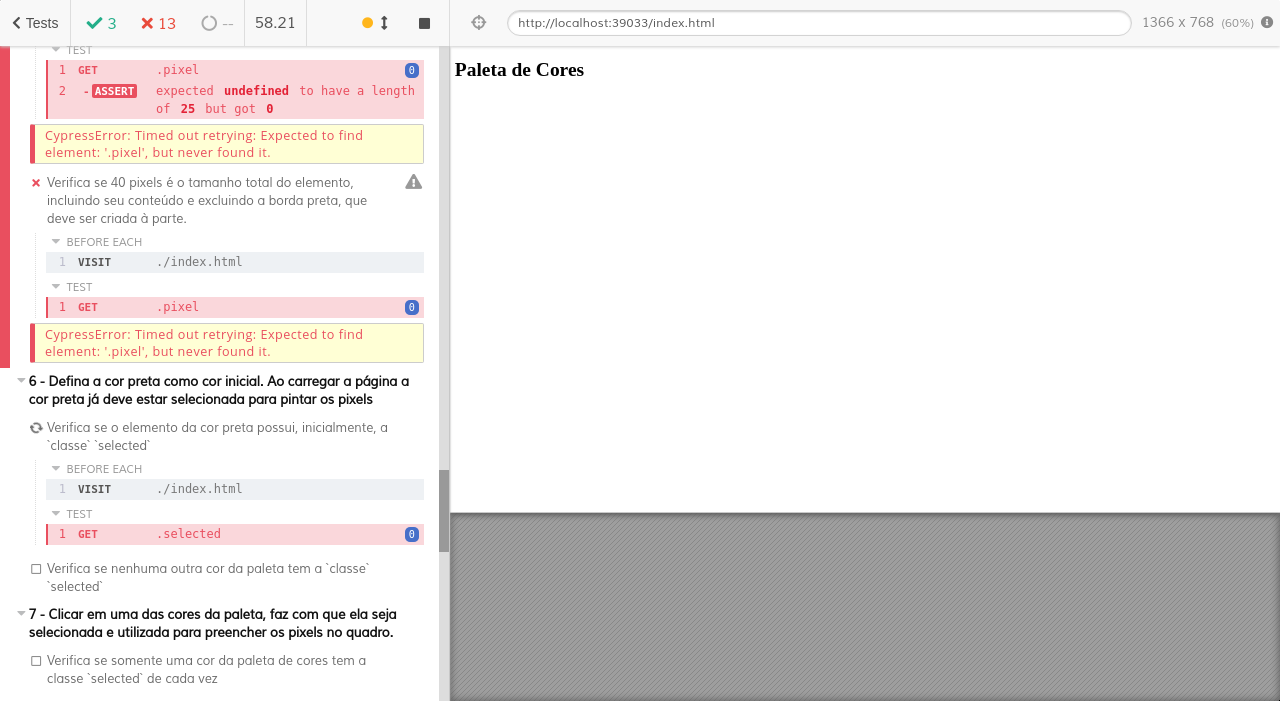 Tests 3 13 -- 58.21
http://localhost:39033/index.html 1366 x 768 (60%)
TEST
1 GET .pixel 0
2 -ASSERT expected undefined to have a length
of 25 but got 0
CypressError: Timed out retrying: Expected to find
element: '.pixel', but never found it.
Verifica se 40 pixels é o tamanho total do elemento,
incluindo seu conteúdo e excluindo a borda preta, que
deve ser criada à parte.
BEFORE EACH
1 VISIT ./index.html
TEST
1 GET .pixel 0
CypressError: Timed out retrying: Expected to find
element: '.pixel', but never found it.
6 - Defina a cor preta como cor inicial. Ao carregar a página a
cor preta já deve estar selecionada para pintar os pixels
Verifica se o elemento da cor preta possui, inicialmente, a
`classe` `selected`
BEFORE EACH
1 VISIT ./index.html
TEST
1 GET .selected 0
Verifica se nenhuma outra cor da paleta tem a `classe`
`selected`
7 - Clicar em uma das cores da paleta, faz com que ela seja
selecionada e utilizada para preencher os pixels no quadro.
Verifica se somente uma cor da paleta de cores tem a
classe `selected` de cada vez
Paleta de Cores